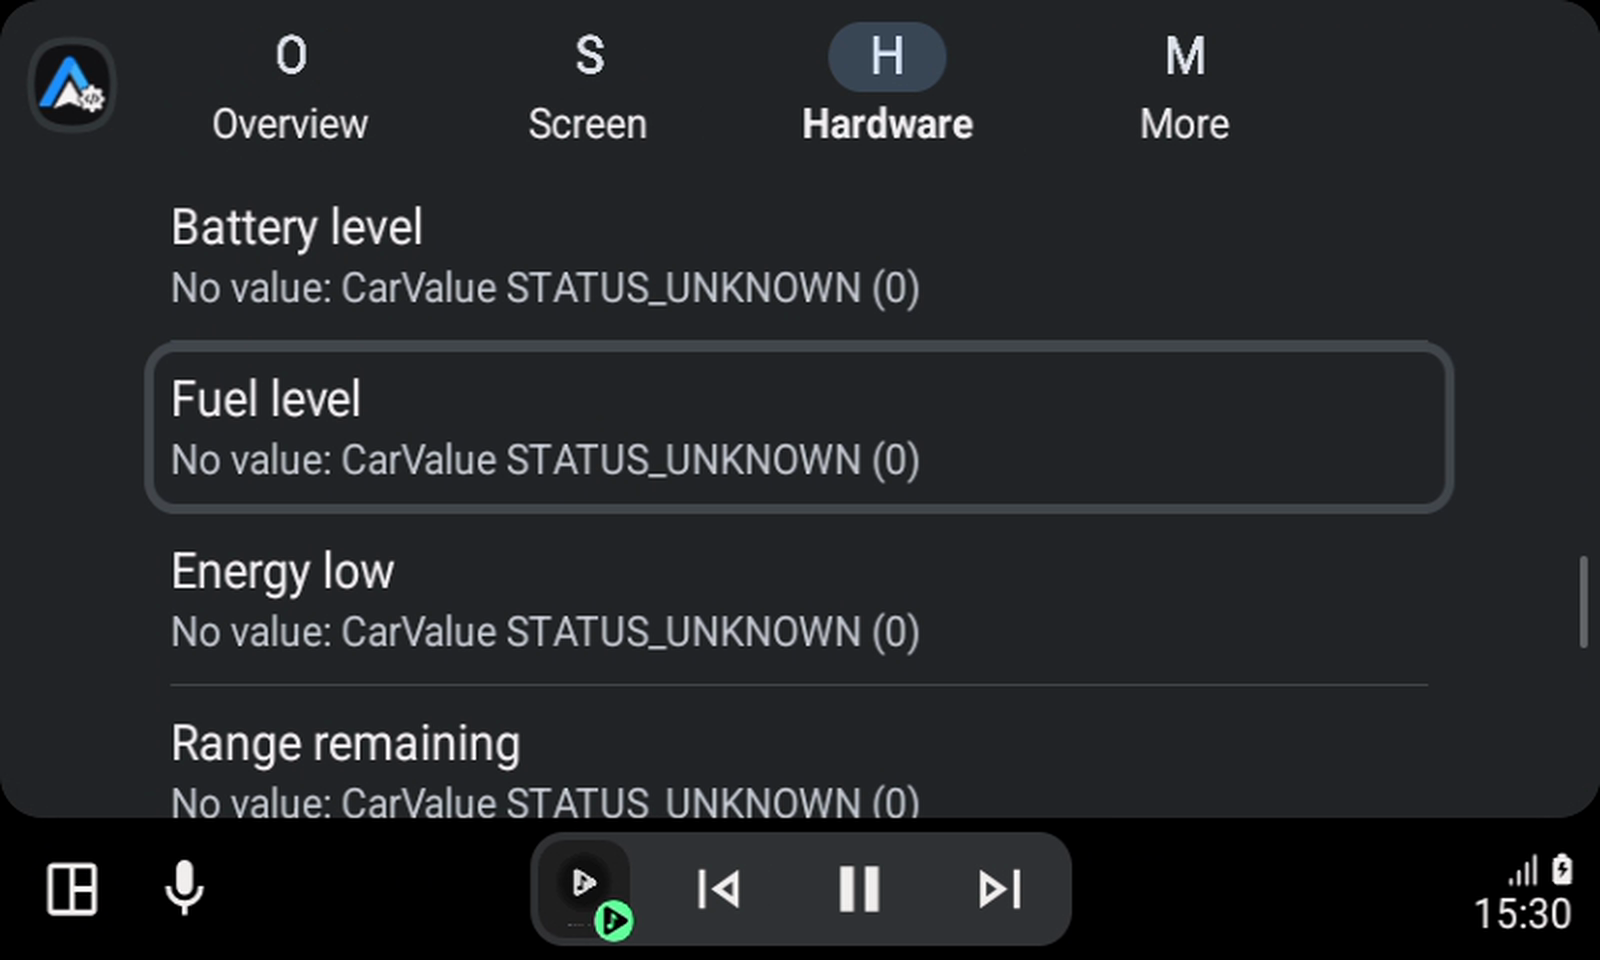 O
S
H
M
Overview
Screen
Hardware
More
Battery level
No value: CarValue STATUS_UNKNOWN (0)
Fuel level
No value: CarValue STATUS_UNKNOWN (0)
Energy low
No value: CarValue STATUS_UNKNOWN (0)
Range remaining
No value: CarValue STATUS_UNKNOWN (0)
15:30